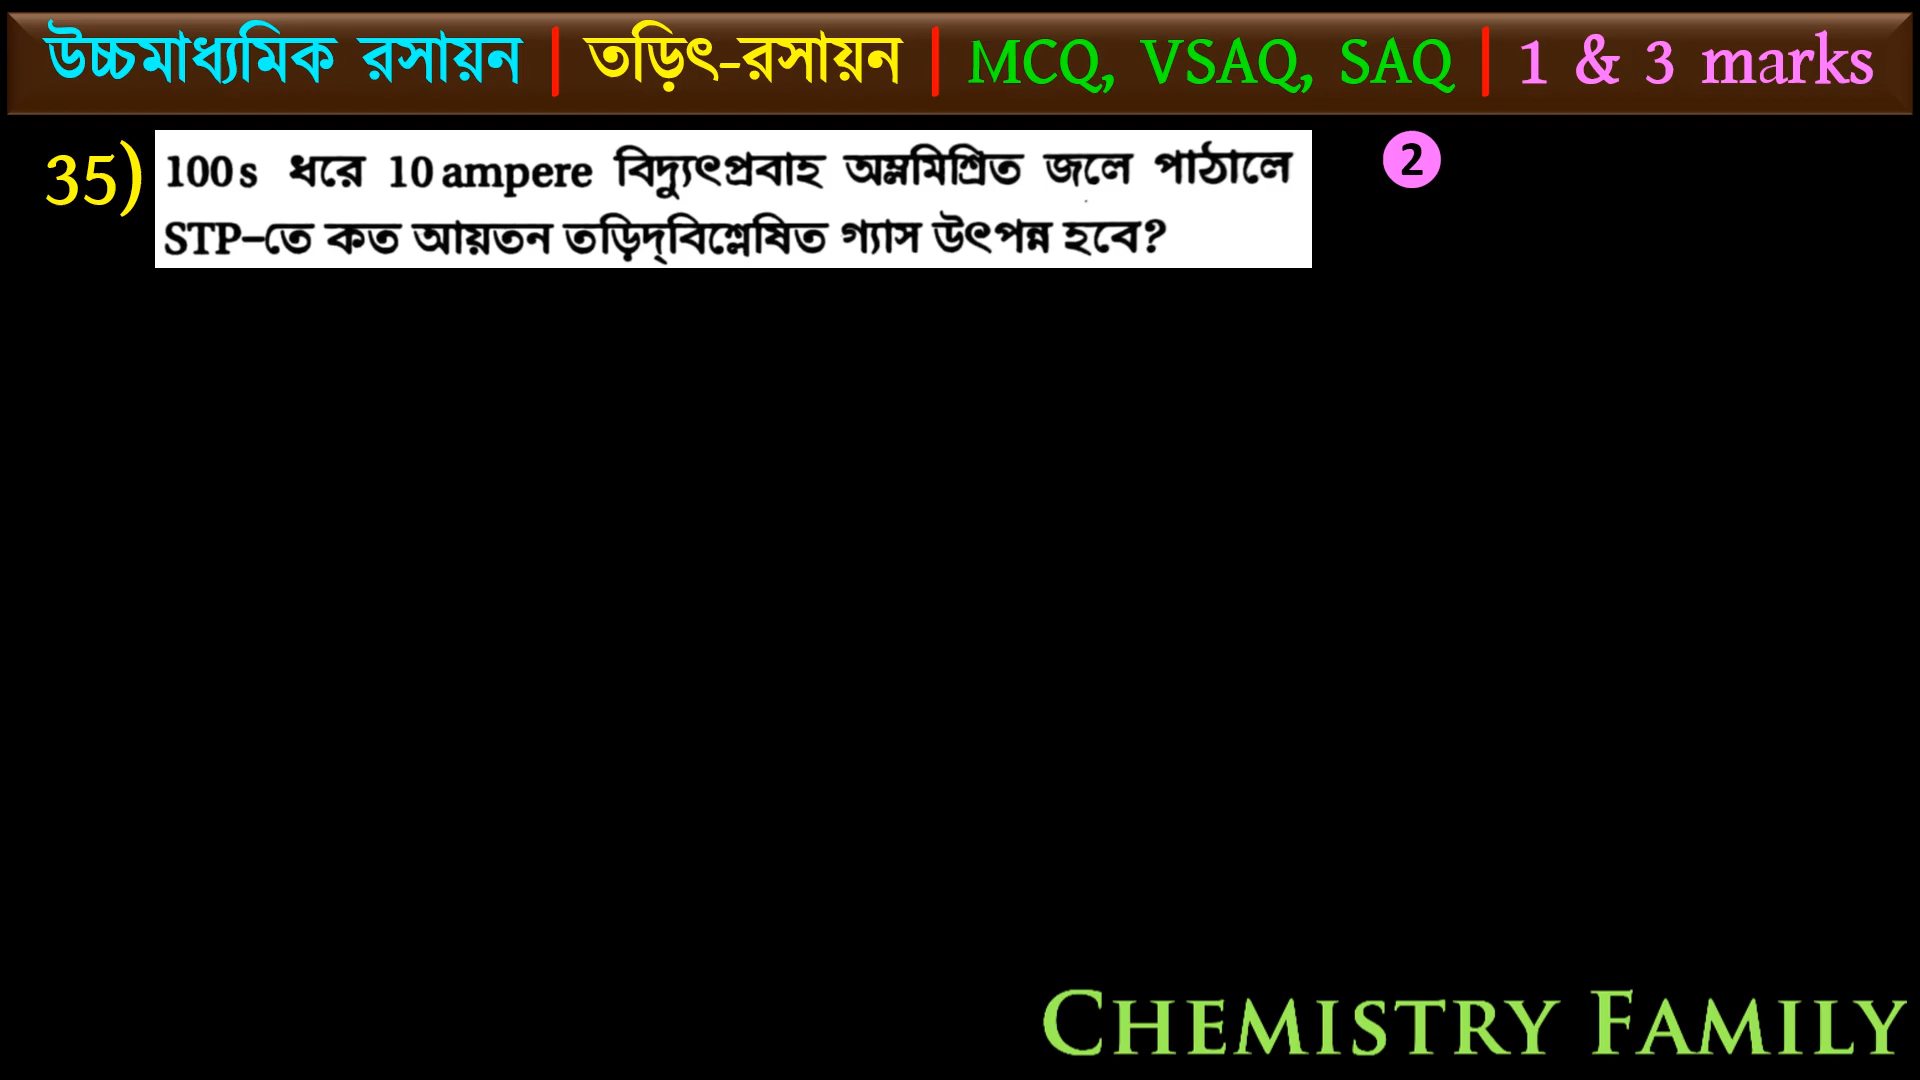 উচ্চমাধ্যমিক রসায়ন | তড়িৎ-রসায়ন | MCQ, VSAQ, SAQ | 1 & 3 marks
35) 100 s ধরে 10 ampere বিদ্যুৎপ্রবাহ অম্লমিশ্রিত জলে পাঠালে 2
STP-তে কত আয়তন তড়িদ্‌বিশ্লেষিত গ্যাস উৎপন্ন হবে?
CHEMISTRY FAMILY